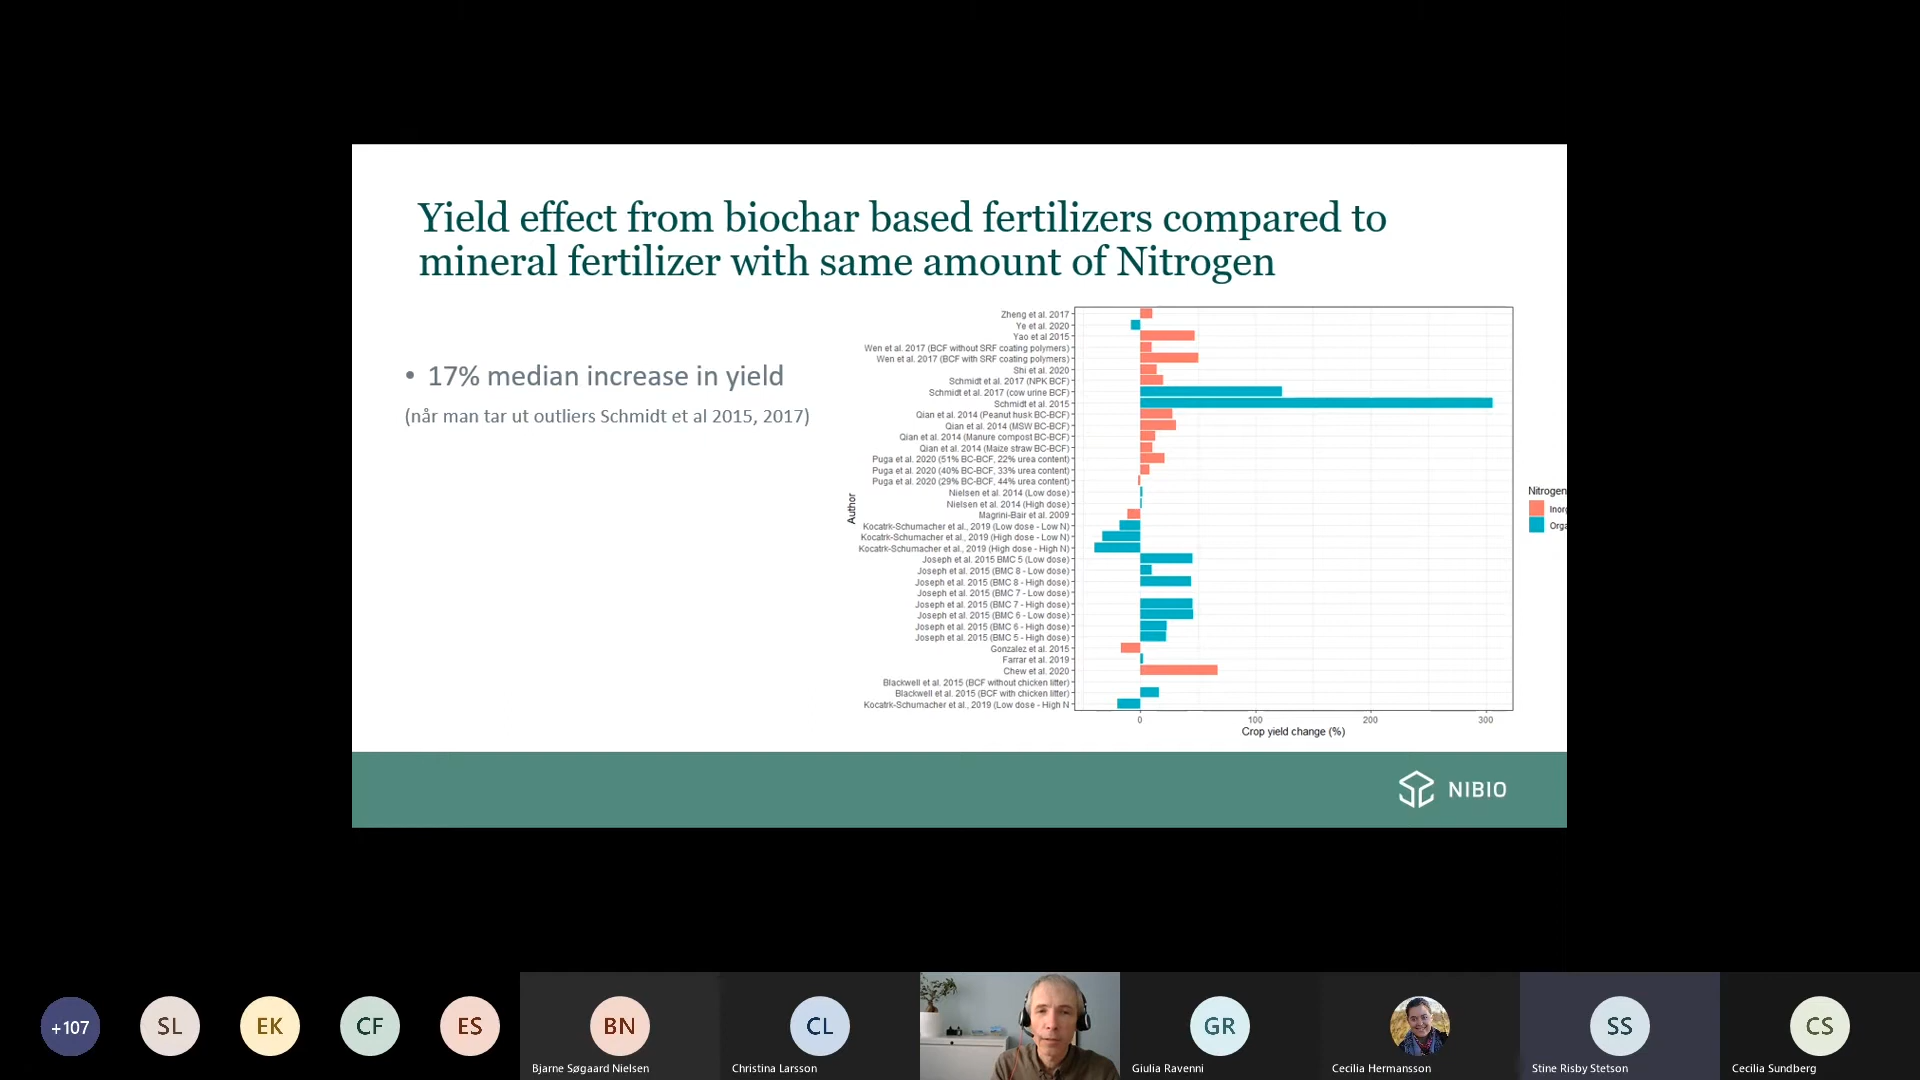 Yield effect from biochar based fertilizers compared to
mineral fertilizer with same amount of Nitrogen
• 17% median increase in yield
(når man tar ut outliers Schmidt et al 2015, 2017)
Author
Zheng et al. 2017
Ye et al. 2020
Yao et al 2015
Wen et al. 2017 (BCF without SRF coating polymers)
Wen et al. 2017 (BCF with SRF coating polymers)
Shi et al. 2020
Schmidt et al. 2017 (NPK BCF)
Schmidt et al. 2017 (cow urine BCF)
Schmidt et al. 2015
Qian et al. 2014 (Peanut husk BC-BCF)
Qian et al. 2014 (MSW BC-BCF)
Qian et al. 2014 (Manure compost BC-BCF)
Qian et al. 2014 (Maize straw BC-BCF)
Puga et al. 2020 (51% BC-BCF, 22% urea content)
Puga et al. 2020 (40% BC-BCF, 33% urea content)
Puga et al. 2020 (29% BC-BCF, 44% urea content)
Nielsen et al. 2014 (Low dose)
Nielsen et al. 2014 (High dose)
Magrini-Bair et al. 2009
Kocatrk-Schumacher et al., 2019 (Low dose - Low N)
Kocatrk-Schumacher et al., 2019 (High dose - Low N)
Kocatrk-Schumacher et al., 2019 (High dose - High N)
Joseph et al. 2015 BMC 5 (Low dose)
Joseph et al. 2015 (BMC 8 - Low dose)
Joseph et al. 2015 (BMC 8 - High dose)
Joseph et al. 2015 (BMC 7 - Low dose)
Joseph et al. 2015 (BMC 7 - High dose)
Joseph et al. 2015 (BMC 6 - Low dose)
Joseph et al. 2015 (BMC 6 - High dose)
Joseph et al. 2015 (BMC 5 - High dose)
Gonzalez et al. 2015
Farrar et al. 2019
Chew et al. 2020
Blackwell et al. 2015 (BCF without chicken litter)
Blackwell et al. 2015 (BCF with chicken litter)
Kocatrk-Schumacher et al., 2019 (Low dose - High N
0 100 200 300
Crop yield change (%)
Nitrogen
Inorg
Orga
NIBIO
+107 SL EK CF ES BN CL GR SS CS
Bjarne Søgaard Nielsen Christina Larsson Giulia Ravenni Cecilia Hermansson Stine Risby Stetson Cecilia Sundberg